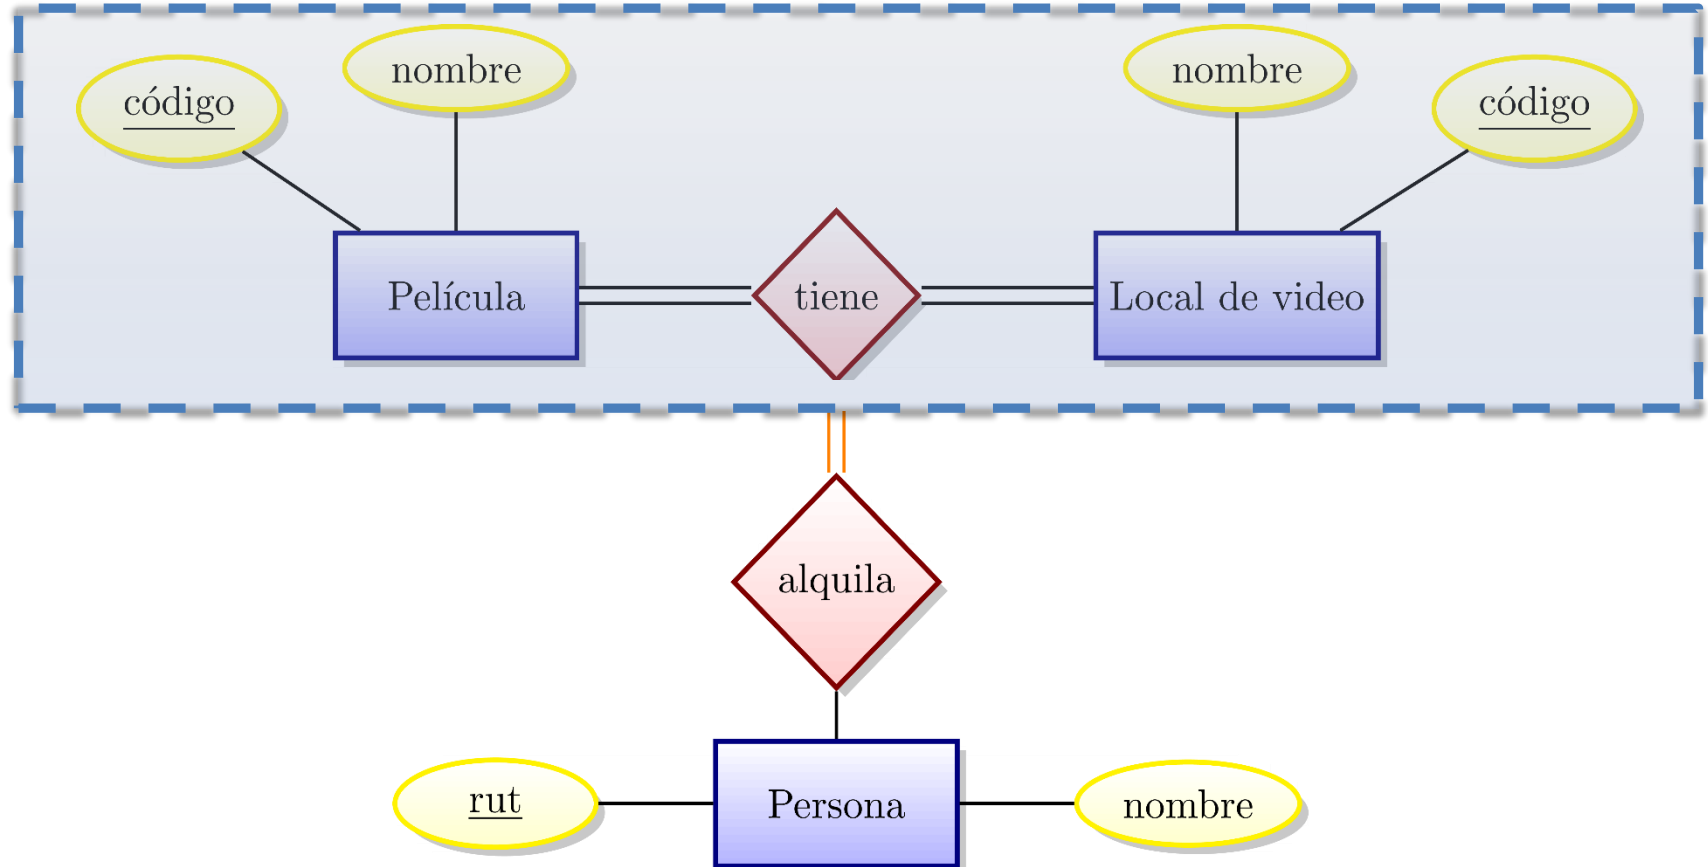 nombre
nombre
código
código
Película
tiene
Local de video
alquila
rut
Persona
nombre